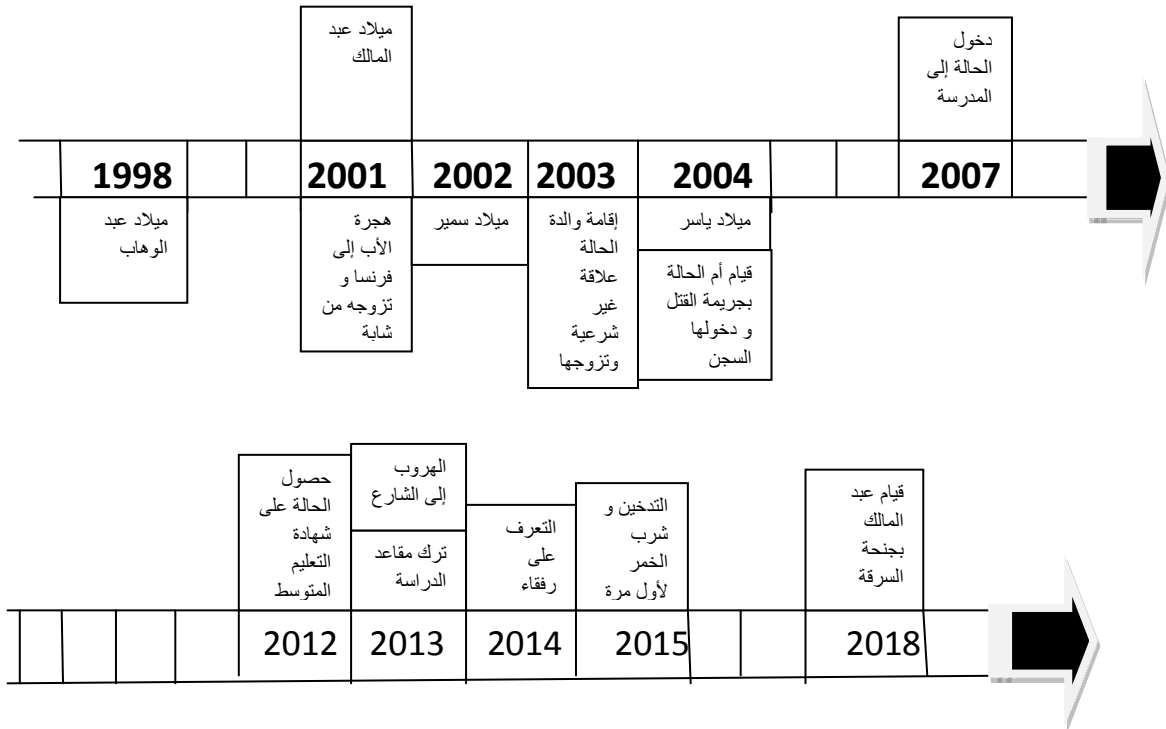 ميلاد عبد
المالك
دخول
الحالة إلى
المدرسة
1998
2001
2002
2003
2004
2007
ميلاد عبد
الوهاب
هجرة
الأب إلى
فرنسا و
تزوجه من
شابة
ميلاد سمير
إقامة والدة
الحالة
علاقة
غير
شرعية
وتزوجها
ميلاد ياسر
قيام أم الحالة
بجريمة القتل
و دخولها
السجن
حصول
الحالة على
شهادة
التعليم
المتوسط
الهروب
إلى الشارع
ترك مقاعد
الدراسة
التعرف
على
رفقاء
التدخين و
شرب
الخمر
لأول مرة
قيام عبد
المالك
بجنحة
السرقة
2012
2013
2014
2015
2018